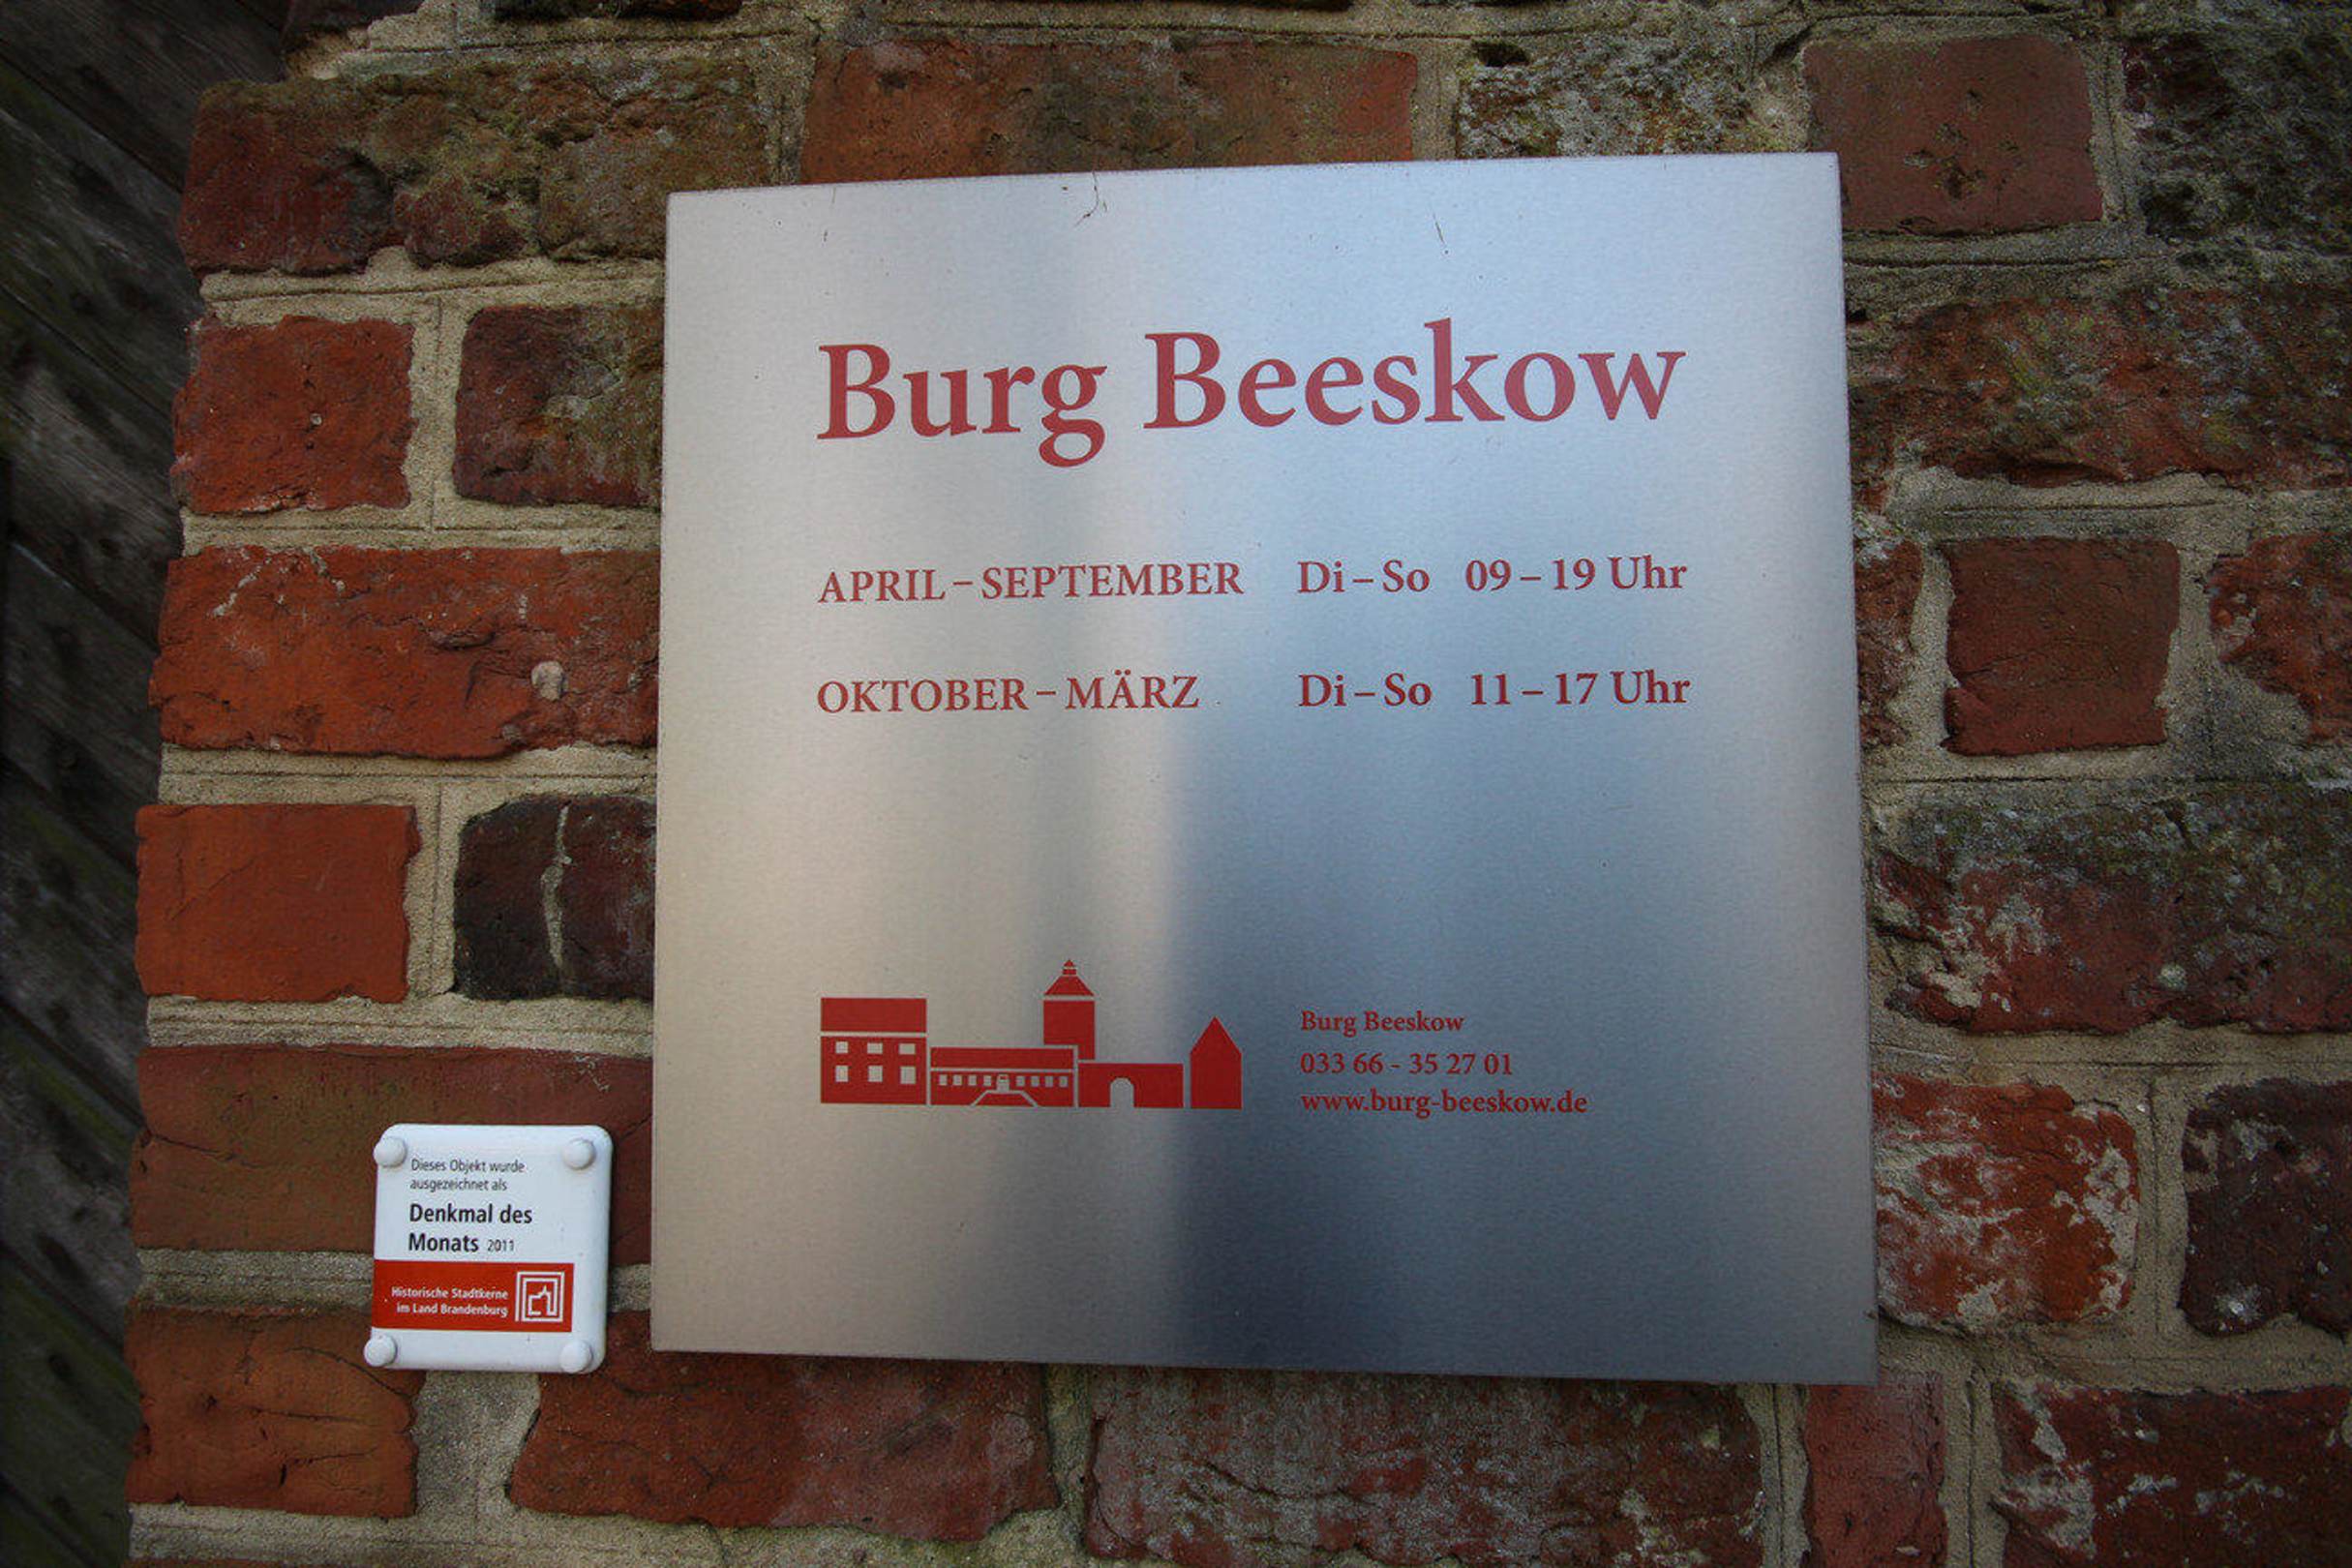 Burg Beeskow
APRIL – SEPTEMBER Di – So 09 – 19 Uhr
OKTOBER – MÄRZ Di – So 11 – 17 Uhr
Burg Beeskow
033 66 - 35 27 01
www.burg-beeskow.de
Dieses Objekt wurde
ausgezeichnet als
Denkmal des
Monats 2011
Historische Stadtkerne
im Land Brandenburg